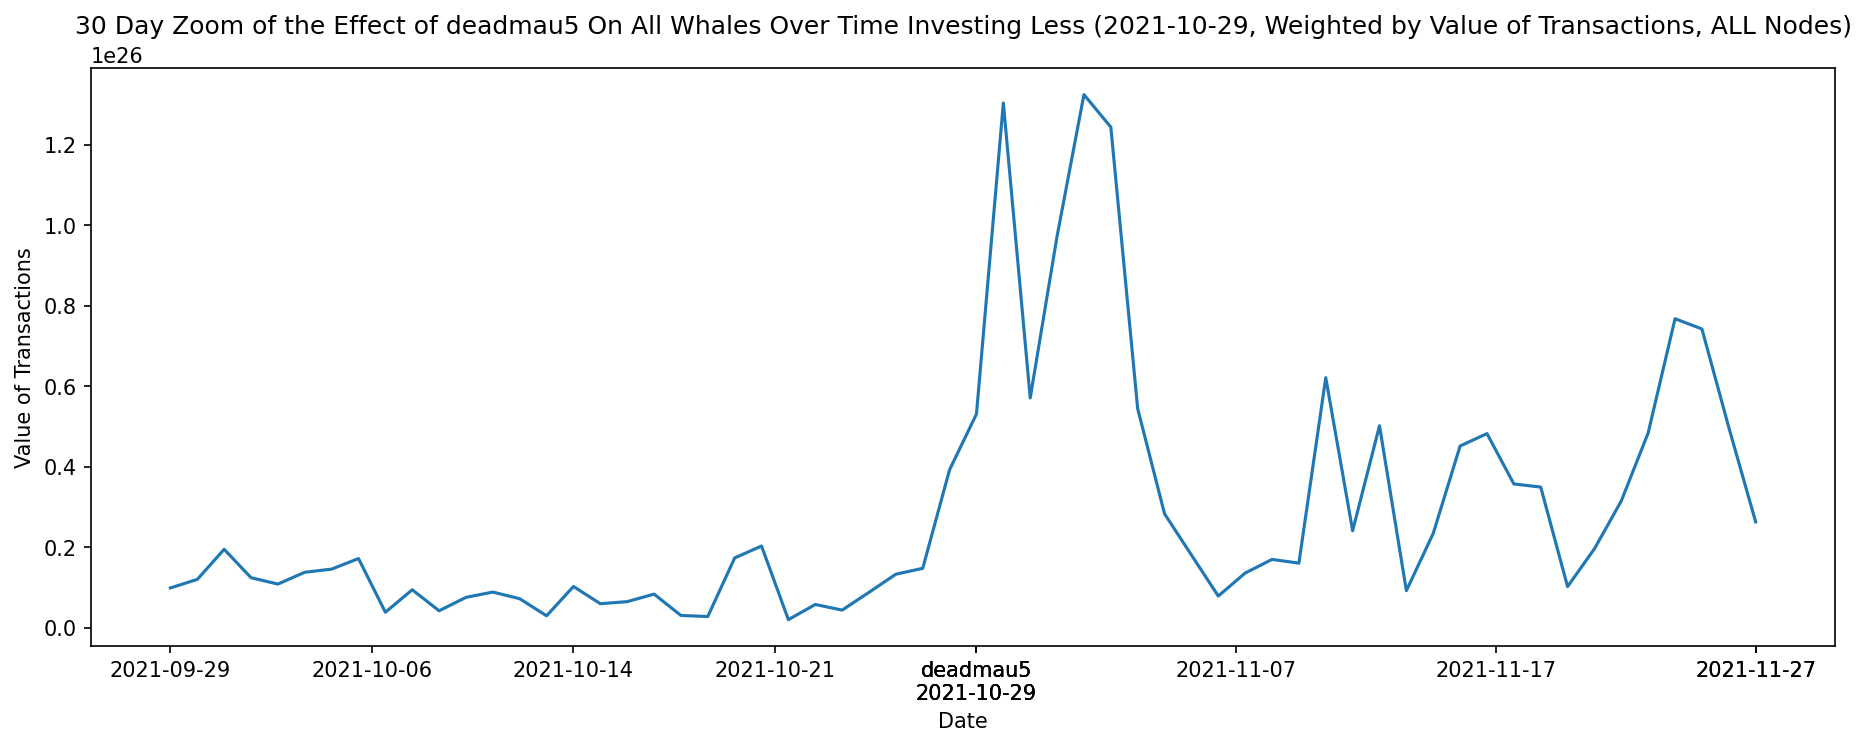 30 Day Zoom of the Effect of deadmau5 On All Whales Over Time Investing Less (2021-10-29, Weighted by Value of Transactions, ALL Nodes)
1e26
1.2
1.0
0.8
0.6
0.4
0.2
0.0
Value of Transactions
2021-09-29 2021-10-06 2021-10-14 2021-10-21 deadmau5 2021-11-07 2021-11-17 2021-11-27
2021-10-29
Date